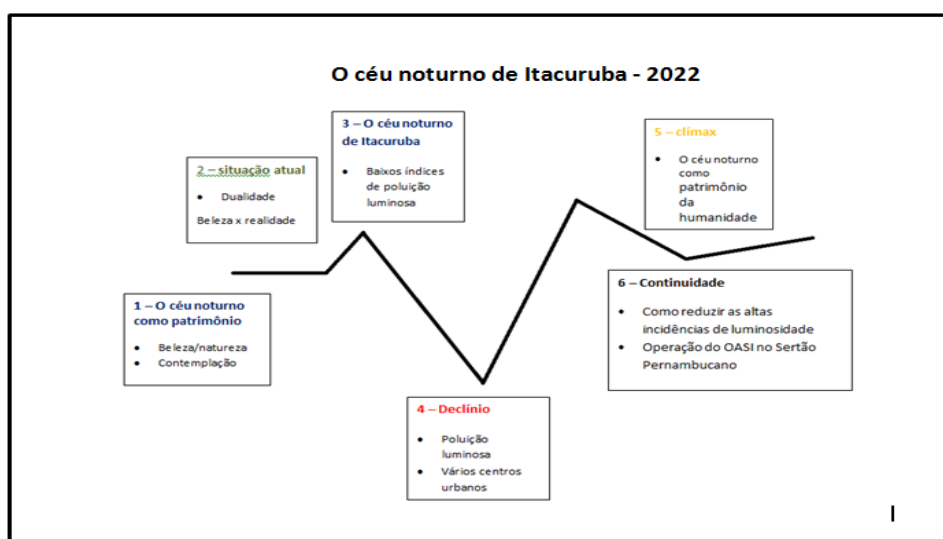 O céu noturno de Itacuruba - 2022
1 – O céu noturno
como patrimônio
• Beleza/natureza
• Contemplação
2 – situação atual
• Dualidade
Beleza x realidade
3 – O céu noturno
de Itacuruba
• Baixos índices
de poluição
luminosa
4 – Declínio
• Poluição
luminosa
• Vários centros
urbanos
5 – clímax
• O céu noturno
como
patrimônio
da
humanidade
6 – Continuidade
• Como reduzir as altas
incidências de luminosidade
• Operação do OASI no Sertão
Pernambucano